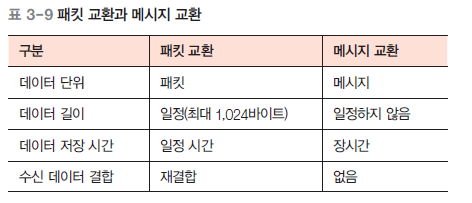 표 3-9 패킷 교환과 메시지 교환
구분 패킷 교환 메시지 교환
데이터 단위 패킷 메시지
데이터 길이 일정(최대 1,024바이트) 일정하지 않음
데이터 저장 시간 일정 시간 장시간
수신 데이터 결합 재결합 없음